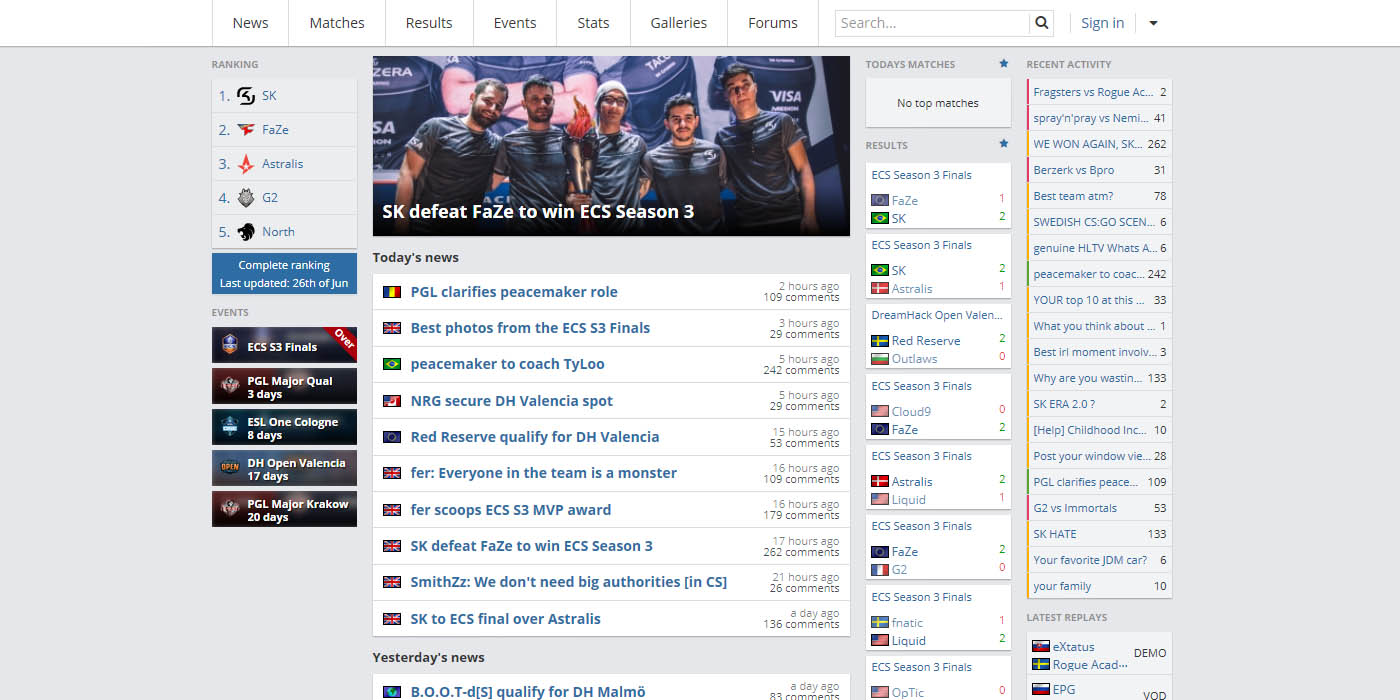 News
Matches
Results
Events
Stats
Galleries
Forums
Search...
Sign in
RANKING
1. SK
2. FaZe
3. Astralis
4. G2
5. North
Complete ranking
Last updated: 26th of Jun
EVENTS
ECS S3 Finals
Over
PGL Major Qual
3 days
ESL One Cologne
8 days
OPEN
DH Open Valencia
17 days
PGL Major Krakow
20 days
VISA
SK defeat FaZe to win ECS Season 3
Today's news
PGL clarifies peacemaker role
2 hours ago
109 comments
Best photos from the ECS S3 Finals
3 hours ago
29 comments
peacemaker to coach TyLoo
5 hours ago
242 comments
NRG secure DH Valencia spot
5 hours ago
29 comments
Red Reserve qualify for DH Valencia
15 hours ago
53 comments
fer: Everyone in the team is a monster
16 hours ago
109 comments
fer scoops ECS S3 MVP award
16 hours ago
179 comments
SK defeat FaZe to win ECS Season 3
17 hours ago
262 comments
SmithZz: We don't need big authorities [in CS]
21 hours ago
26 comments
SK to ECS final over Astralis
a day ago
136 comments
Yesterday's news
B.O.O.T-d[S] qualify for DH Malmö
a day ago
83 comments
TODAYS MATCHES
No top matches
RESULTS
ECS Season 3 Finals
FaZe 1
SK 2
ECS Season 3 Finals
SK 2
Astralis 1
DreamHack Open Valen...
Red Reserve 2
Outlaws 0
ECS Season 3 Finals
Cloud9 0
FaZe 2
ECS Season 3 Finals
Astralis 2
Liquid 1
ECS Season 3 Finals
FaZe 2
G2 0
ECS Season 3 Finals
fnatic 1
Liquid 2
ECS Season 3 Finals
OpTic 0
RECENT ACTIVITY
Fragsters vs Rogue Ac... 2
spray'n'pray vs Nemi... 41
WE WON AGAIN, SK... 262
Berzerk vs Bpro 31
Best team atm? 78
SWEDISH CS:GO SCEN... 6
genuine HLTV Whats A... 6
peacemaker to coac... 242
YOUR top 10 at this ... 33
What you think about ... 1
Best irl moment involv... 3
Why are you wastin... 133
SK ERA 2.0 ? 2
[Help] Childhood Inc... 10
Post your window vie... 28
PGL clarifies peace... 109
G2 vs Immortals 53
SK HATE 133
Your favorite JDM car? 6
your family 10
LATEST REPLAYS
eXtatus
Rogue Acad...
DEMO
EPG
VOD